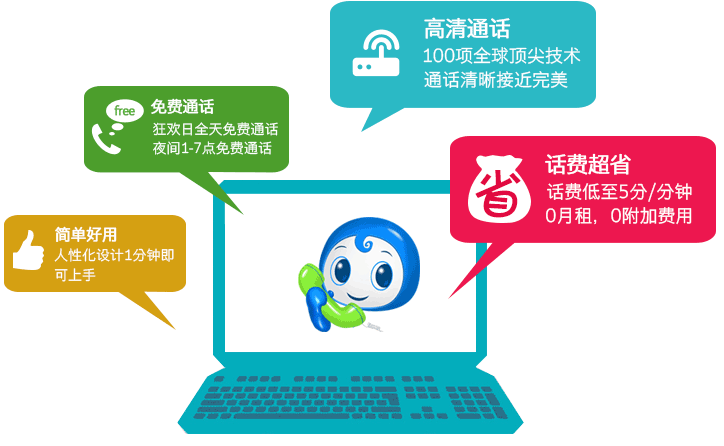 高清通话
100项全球顶尖技术
通话清晰接近完美
free
免费通话
狂欢日全天免费通话
夜间1-7点免费通话
省
话费超省
话费低至5分/分钟
0月租，0附加费用
简单好用
人性化设计1分钟即
可上手